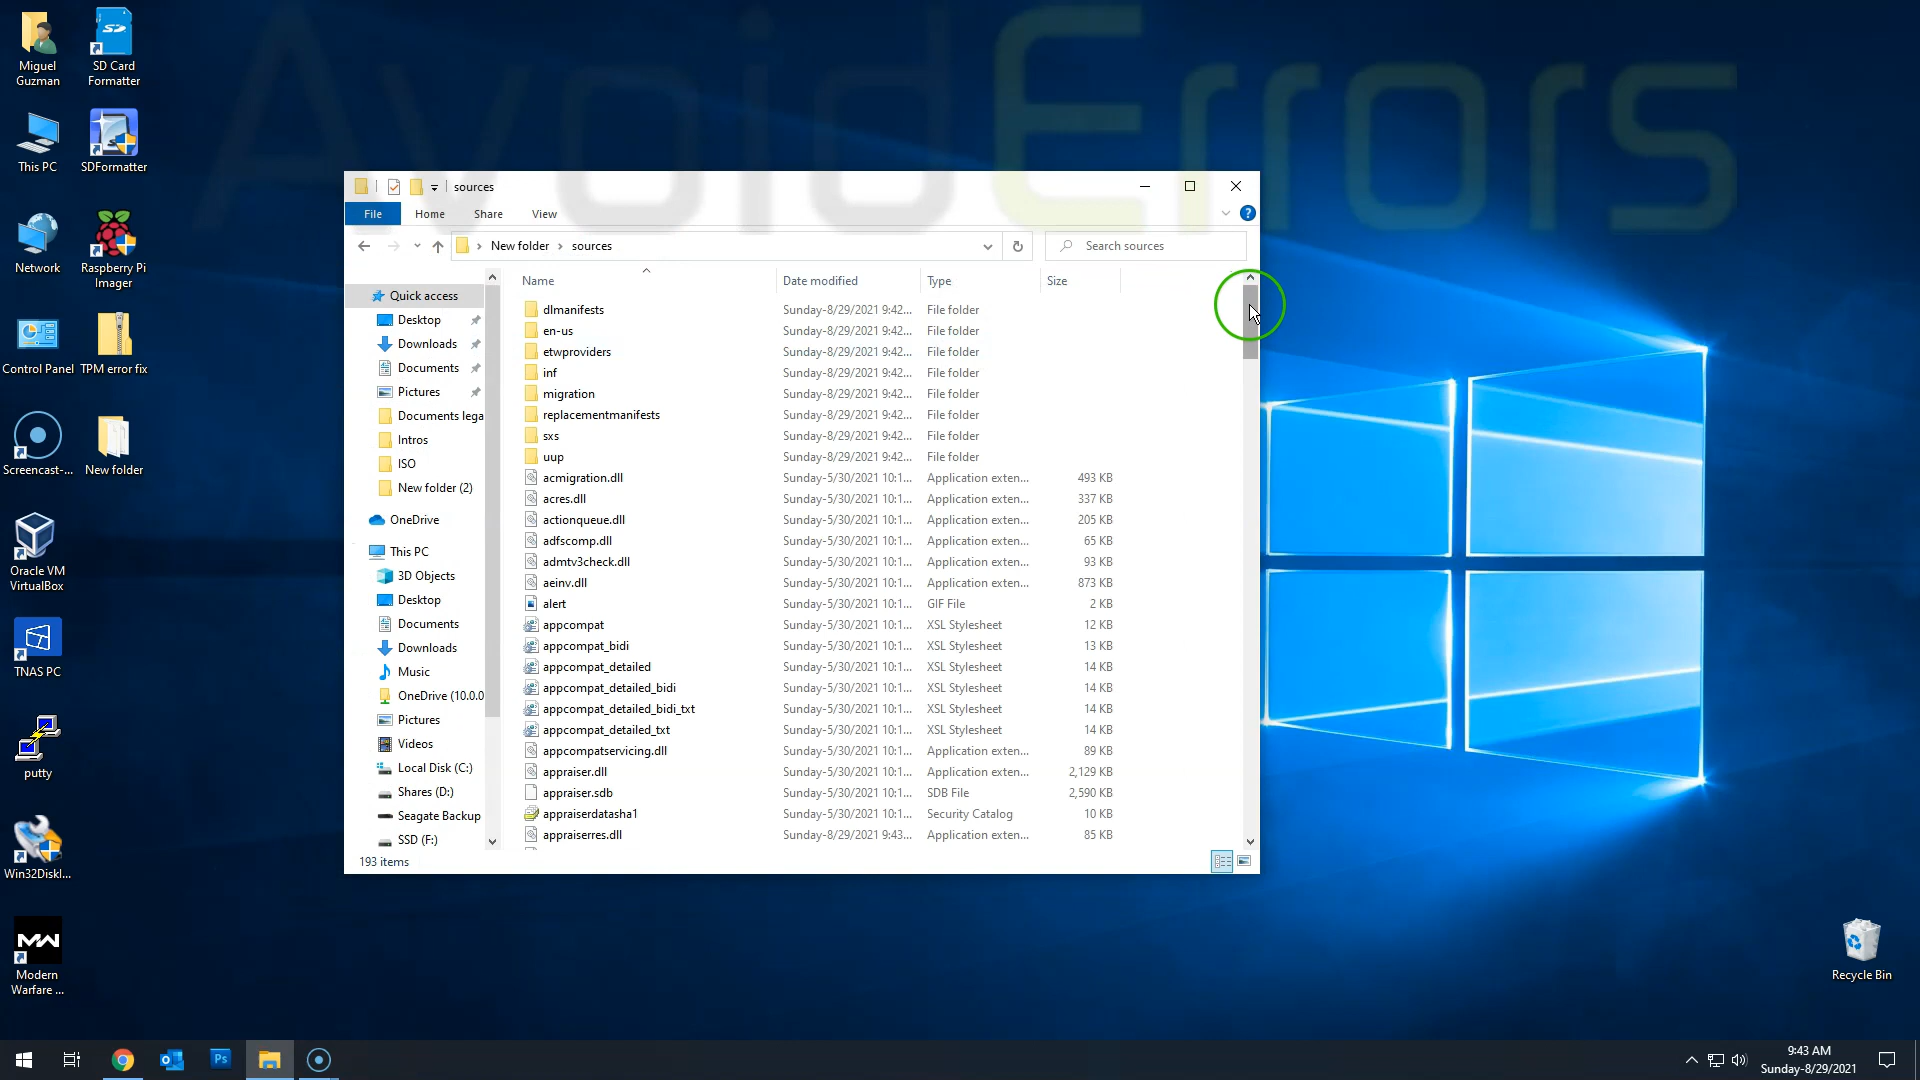 AvoidErrors
Miguel
Guzman
SD Card
Formatter
This PC
SDFormatter
Network
Raspberry Pi
Imager
Control Panel
TPM error fix
Screencast-...
New folder
Oracle VM
VirtualBox
TNAS PC
putty
Win32DiskI...
Modern
Warfare ...
Recycle Bin
sources
File Home Share View
New folder > sources
Search sources
Name Date modified Type Size
Quick access
Desktop
Downloads
Documents
Pictures
Documents lega
Intros
ISO
New folder (2)
OneDrive
This PC
3D Objects
Desktop
Documents
Downloads
Music
OneDrive (10.0.0
Pictures
Videos
Local Disk (C:)
Shares (D:)
Seagate Backup
SSD (F:)
dlmanifests Sunday-8/29/2021 9:42... File folder
en-us Sunday-8/29/2021 9:42... File folder
etwproviders Sunday-8/29/2021 9:42... File folder
inf Sunday-8/29/2021 9:42... File folder
migration Sunday-8/29/2021 9:42... File folder
replacementmanifests Sunday-8/29/2021 9:42... File folder
sxs Sunday-8/29/2021 9:42... File folder
uup Sunday-8/29/2021 9:42... File folder
acmigration.dll Sunday-5/30/2021 10:1... Application exten... 493 KB
acres.dll Sunday-5/30/2021 10:1... Application exten... 337 KB
actionqueue.dll Sunday-5/30/2021 10:1... Application exten... 205 KB
adfscomp.dll Sunday-5/30/2021 10:1... Application exten... 65 KB
admtv3check.dll Sunday-5/30/2021 10:1... Application exten... 93 KB
aeinv.dll Sunday-5/30/2021 10:1... Application exten... 873 KB
alert Sunday-5/30/2021 10:1... GIF File 2 KB
appcompat Sunday-5/30/2021 10:1... XSL Stylesheet 12 KB
appcompat_bidi Sunday-5/30/2021 10:1... XSL Stylesheet 13 KB
appcompat_detailed Sunday-5/30/2021 10:1... XSL Stylesheet 14 KB
appcompat_detailed_bidi Sunday-5/30/2021 10:1... XSL Stylesheet 14 KB
appcompat_detailed_bidi_txt Sunday-5/30/2021 10:1... XSL Stylesheet 14 KB
appcompat_detailed_txt Sunday-5/30/2021 10:1... XSL Stylesheet 14 KB
appcompatservicing.dll Sunday-5/30/2021 10:1... Application exten... 89 KB
appraiser.dll Sunday-5/30/2021 10:1... Application exten... 2,129 KB
appraiser.sdb Sunday-5/30/2021 10:1... SDB File 2,590 KB
appraiserdatasha1 Sunday-5/30/2021 10:1... Security Catalog 10 KB
appraiserres.dll Sunday-8/29/2021 9:43... Application exten... 85 KB
193 items
Ps
9:43 AM
Sunday-8/29/2021